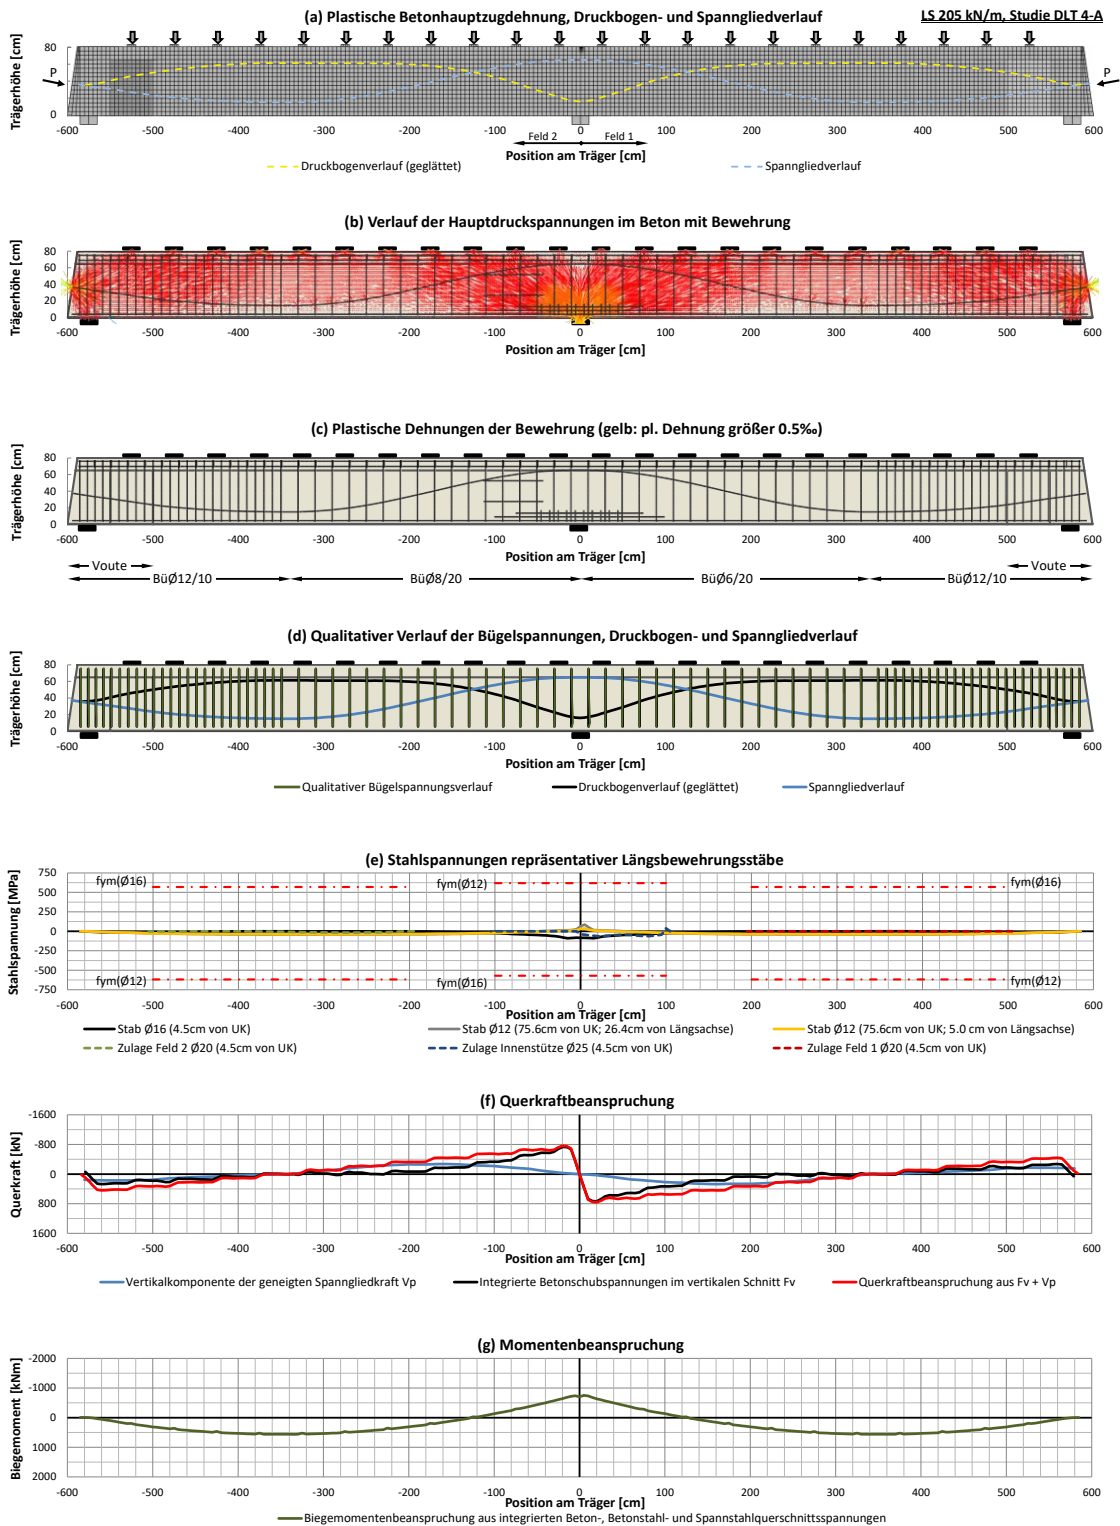 (a) Plastische Betonhauptzugdehnung, Druckbogen- und Spanngliedverlauf
LS 205 kN/m, Studie DLT 4-A
Trägerhöhe [cm]
80
0
P
P
-600 -500 -400 -300 -200 -100 0 100 200 300 400 500 600
Feld 2 Feld 1
Position am Träger [cm]
Druckbogenverlauf (geglättet) Spanngliedverlauf
(b) Verlauf der Hauptdruckspannungen im Beton mit Bewehrung
Trägerhöhe [cm]
80
60
40
20
0
-600 -500 -400 -300 -200 -100 0 100 200 300 400 500 600
Position am Träger [cm]
(c) Plastische Dehnungen der Bewehrung (gelb: pl. Dehnung größer 0.5‰)
Trägerhöhe [cm]
80
60
40
20
0
-600 -500 -400 -300 -200 -100 0 100 200 300 400 500 600
Position am Träger [cm]
Voute Voute
BüØ12/10 BüØ8/20 BüØ6/20 BüØ12/10
(d) Qualitativer Verlauf der Bügelspannungen, Druckbogen- und Spanngliedverlauf
Trägerhöhe [cm]
80
60
40
20
0
-600 -500 -400 -300 -200 -100 0 100 200 300 400 500 600
Position am Träger [cm]
Qualitativer Bügelspannungsverlauf Druckbogenverlauf (geglättet) Spanngliedverlauf
(e) Stahlspannungen repräsentativer Längsbewehrungsstäbe
Stahlspannung [MPa]
750
500
250
0
-250
-500
-750
fym(Ø16) fym(Ø12) fym(Ø16)
fym(Ø12) fym(Ø16) fym(Ø12)
-600 -500 -400 -300 -200 -100 0 100 200 300 400 500 600
Position am Träger [cm]
Stab Ø16 (4.5cm von UK) Stab Ø12 (75.6cm von UK; 26.4cm von Längsachse) Stab Ø12 (75.6cm von UK; 5.0 cm von Längsachse)
Zulage Feld 2 Ø20 (4.5cm von UK) Zulage Innenstütze Ø25 (4.5cm von UK) Zulage Feld 1 Ø20 (4.5cm von UK)
(f) Querkraftbeanspruchung
Querkraft [kN]
-1600
-800
0
800
1600
-600 -500 -400 -300 -200 -100 0 100 200 300 400 500 600
Position am Träger [cm]
Vertikalkomponente der geneigten Spanngliedkraft Vp Integrierte Betonschubspannungen im vertikalen Schnitt Fv Querkraftbeanspruchung aus Fv + Vp
(g) Momentenbeanspruchung
Biegemoment [kNm]
-2000
-1000
0
1000
2000
-600 -500 -400 -300 -200 -100 0 100 200 300 400 500 600
Position am Träger [cm]
Biegemomentenbeanspruchung aus integrierten Beton-, Betonstahl- und Spannstahlquerschnittsspannungen